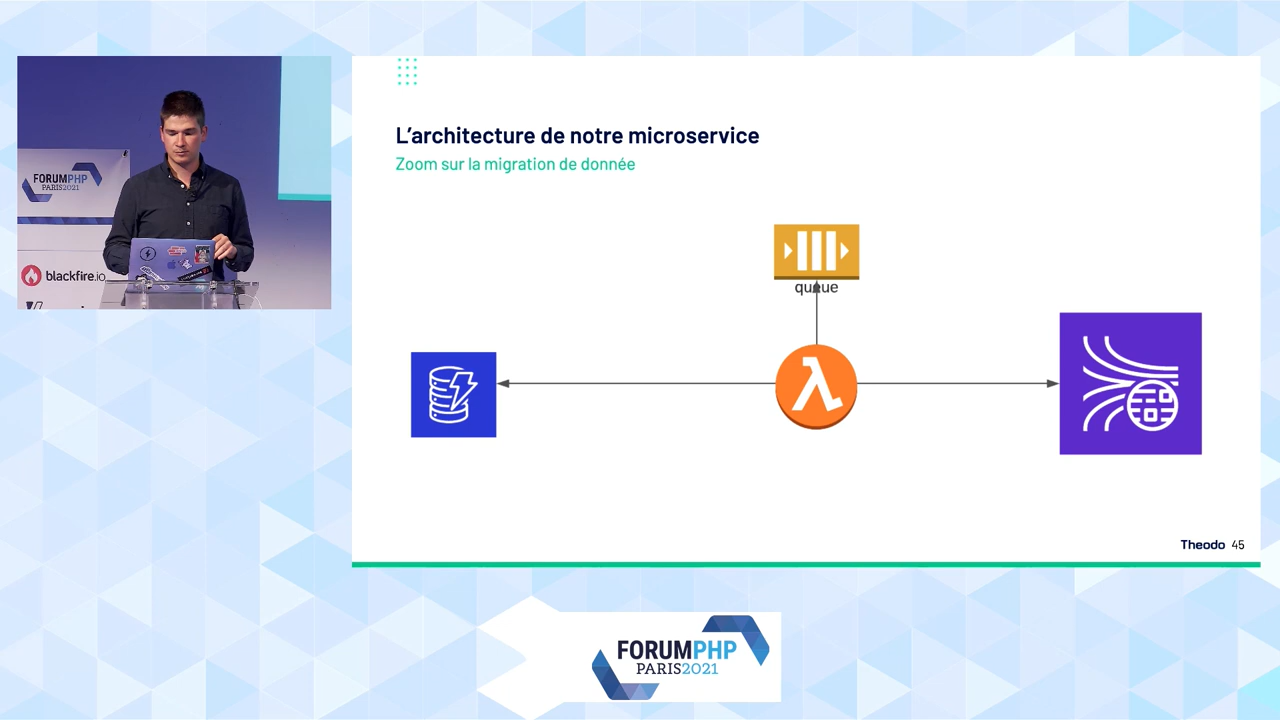 L’architecture de notre microservice
Zoom sur la migration de donnée
queue
λ
Theodo 45
FORUMPHP
PARIS2021
blackfire.io
FORUMPHP
PARIS2021